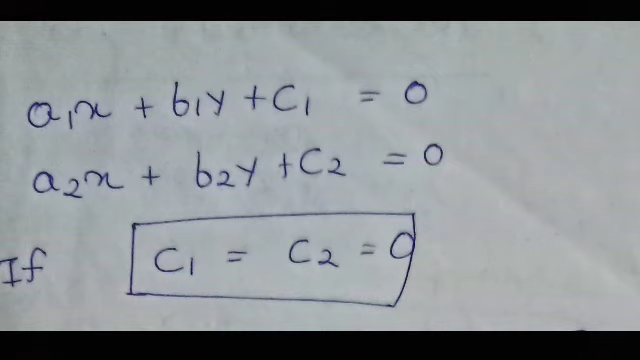 a₁x + b₁y + C₁ = 0
a₂x + b₂y + C₂ = 0
If C₁ = C₂ = 0